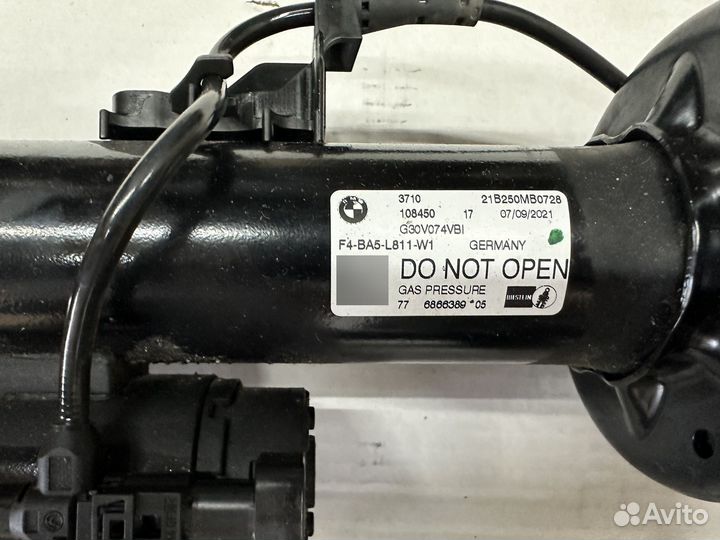 BMW
3710 21B250MB0728
108450 17 07/09/2021
G30V074VBI
F4-BA5-L811-W1 GERMANY
DO NOT OPEN
GAS PRESSURE
77 6866389*05 BILSTEIN
Avito